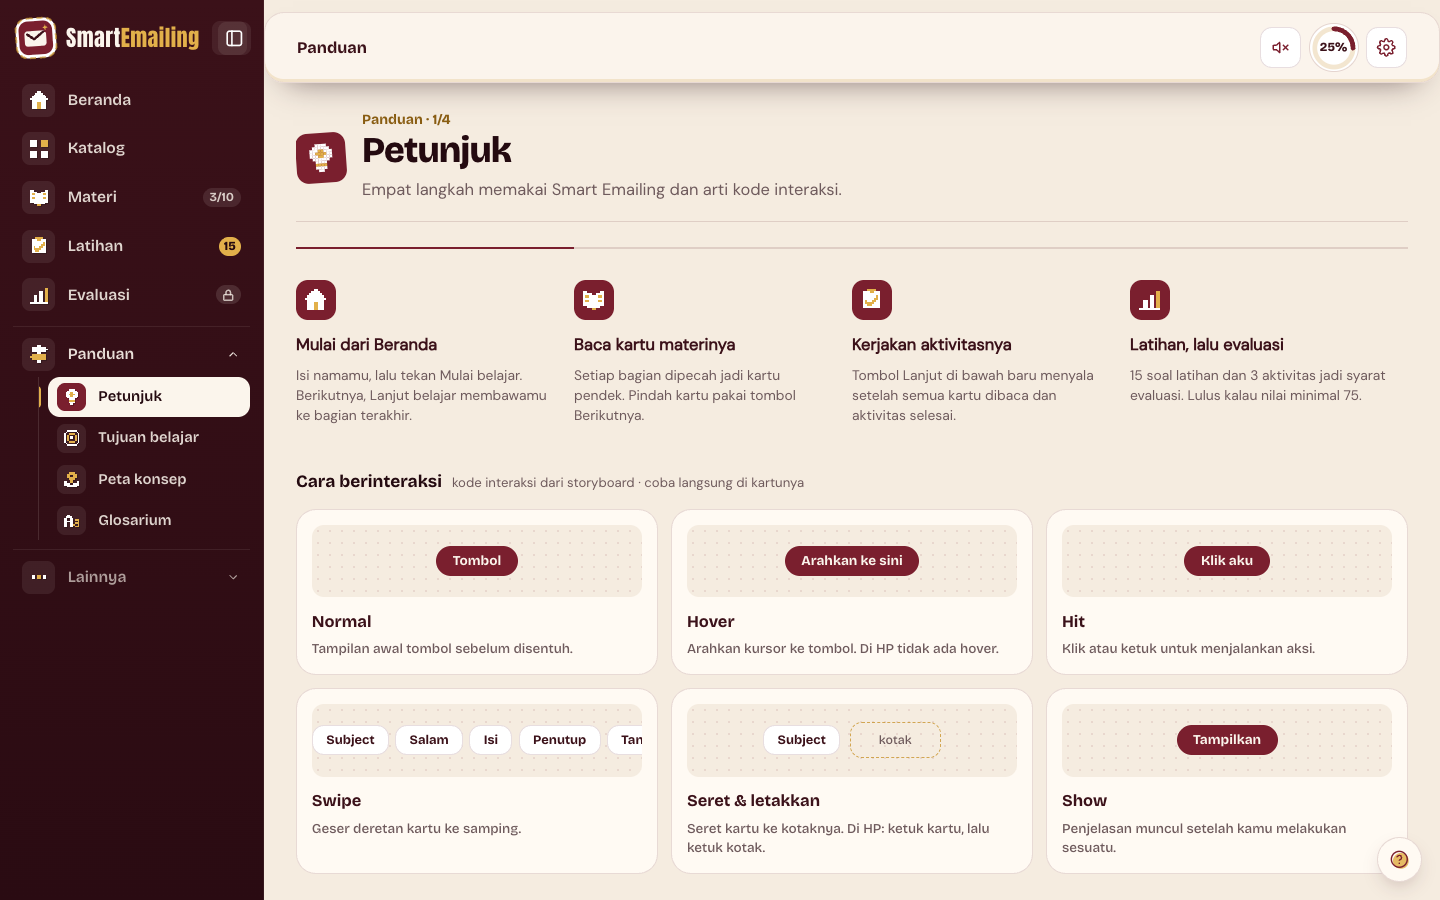 SmartEmailing
Beranda
Katalog
Materi 3/10
Latihan 15
Evaluasi
Panduan
Petunjuk
Tujuan belajar
Peta konsep
Glosarium
Lainnya
Panduan
25%
Panduan · 1/4
Petunjuk
Empat langkah memakai Smart Emailing dan arti kode interaksi.
Mulai dari Beranda
Isi namamu, lalu tekan Mulai belajar.
Berikutnya, Lanjut belajar membawamu
ke bagian terakhir.
Baca kartu materinya
Setiap bagian dipecah jadi kartu
pendek. Pindah kartu pakai tombol
Berikutnya.
Kerjakan aktivitasnya
Tombol Lanjut di bawah baru menyala
setelah semua kartu dibaca dan
aktivitas selesai.
Latihan, lalu evaluasi
15 soal latihan dan 3 aktivitas jadi syarat
evaluasi. Lulus kalau nilai minimal 75.
Cara berinteraksi kode interaksi dari storyboard · coba langsung di kartunya
Tombol
Normal
Tampilan awal tombol sebelum disentuh.
Arahkan ke sini
Hover
Arahkan kursor ke tombol. Di HP tidak ada hover.
Klik aku
Hit
Klik atau ketuk untuk menjalankan aksi.
Subject Salam Isi Penutup Tan
Swipe
Geser deretan kartu ke samping.
Subject kotak
Seret & letakkan
Seret kartu ke kotaknya. Di HP: ketuk kartu, lalu
ketuk kotak.
Tampilkan
Show
Penjelasan muncul setelah kamu melakukan
sesuatu.
?